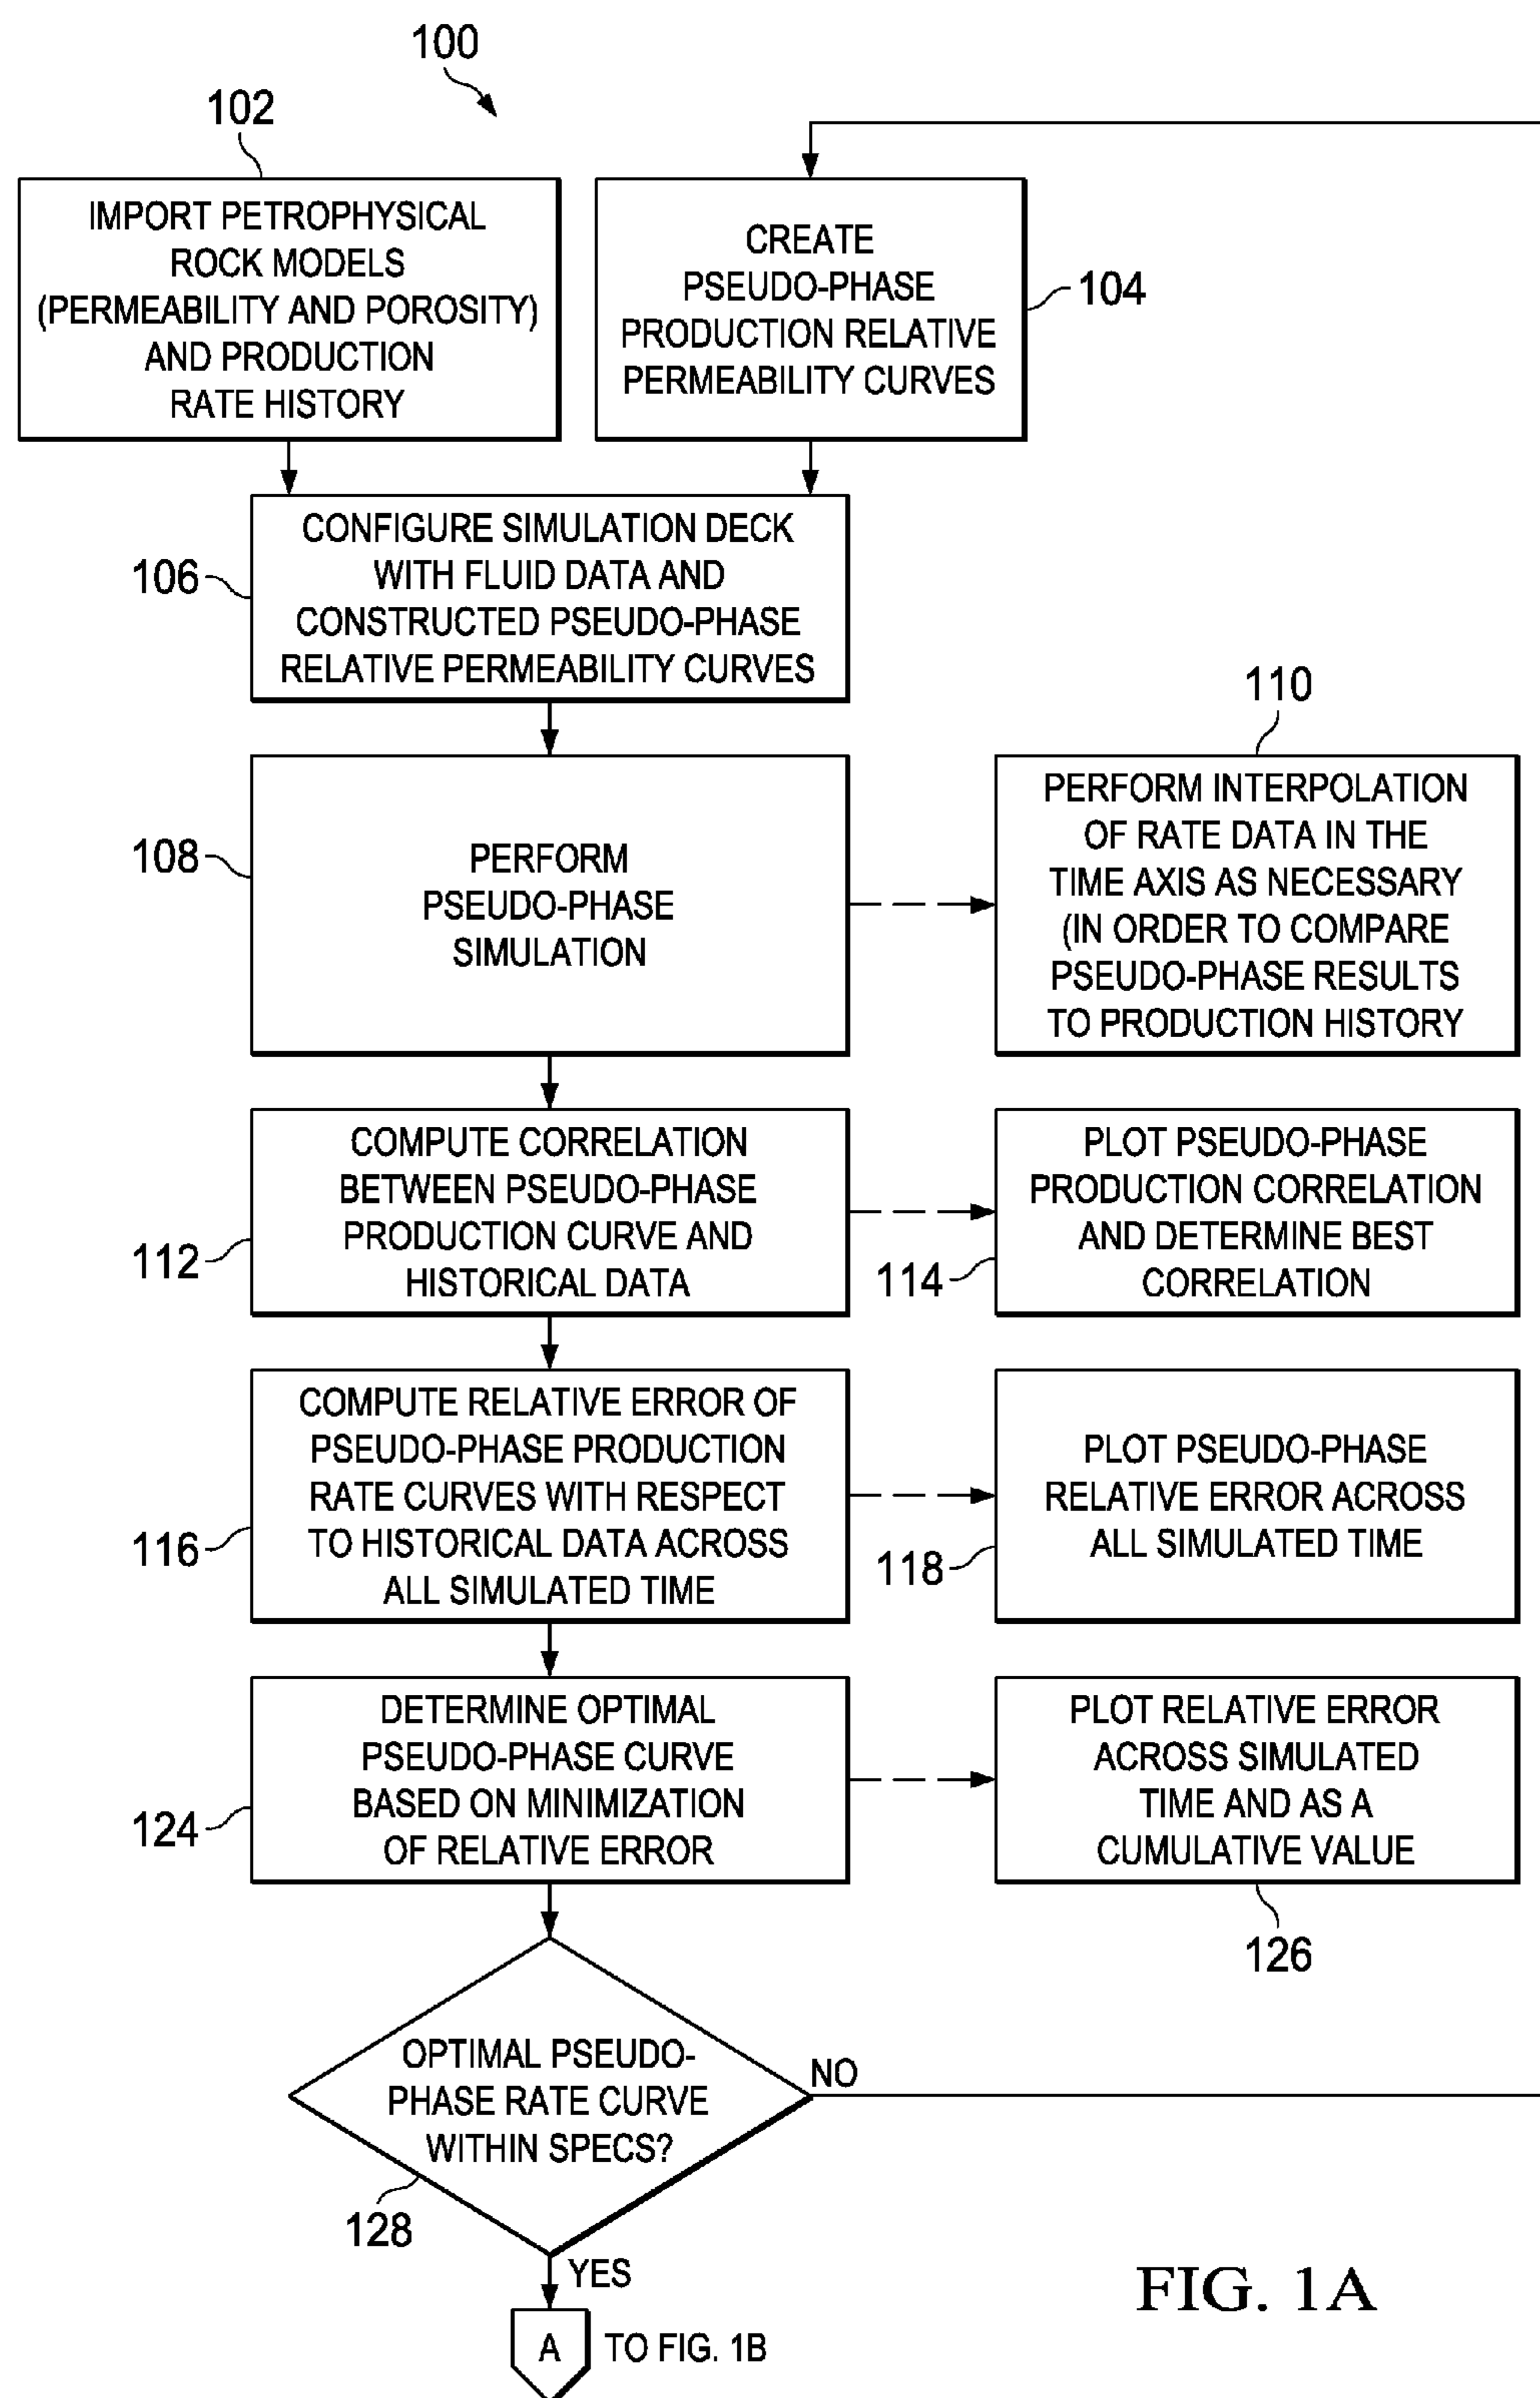 100
102
IMPORT PETROPHYSICAL
ROCK MODELS
(PERMEABILITY AND POROSITY)
AND PRODUCTION
RATE HISTORY
CREATE
PSEUDO-PHASE
PRODUCTION RELATIVE
PERMEABILITY CURVES
104
106
CONFIGURE SIMULATION DECK
WITH FLUID DATA AND
CONSTRUCTED PSEUDO-PHASE
RELATIVE PERMEABILITY CURVES
108
PERFORM
PSEUDO-PHASE
SIMULATION
110
PERFORM INTERPOLATION
OF RATE DATA IN THE
TIME AXIS AS NECESSARY
(IN ORDER TO COMPARE
PSEUDO-PHASE RESULTS
TO PRODUCTION HISTORY
112
COMPUTE CORRELATION
BETWEEN PSEUDO-PHASE
PRODUCTION CURVE AND
HISTORICAL DATA
114
PLOT PSEUDO-PHASE
PRODUCTION CORRELATION
AND DETERMINE BEST
CORRELATION
116
COMPUTE RELATIVE ERROR OF
PSEUDO-PHASE PRODUCTION
RATE CURVES WITH RESPECT
TO HISTORICAL DATA ACROSS
ALL SIMULATED TIME
118
PLOT PSEUDO-PHASE
RELATIVE ERROR ACROSS
ALL SIMULATED TIME
124
DETERMINE OPTIMAL
PSEUDO-PHASE CURVE
BASED ON MINIMIZATION
OF RELATIVE ERROR
PLOT RELATIVE ERROR
ACROSS SIMULATED
TIME AND AS A
CUMULATIVE VALUE
126
OPTIMAL PSEUDO-
PHASE RATE CURVE
WITHIN SPECS?
NO
128
YES
A
TO FIG. 1B
FIG. 1A